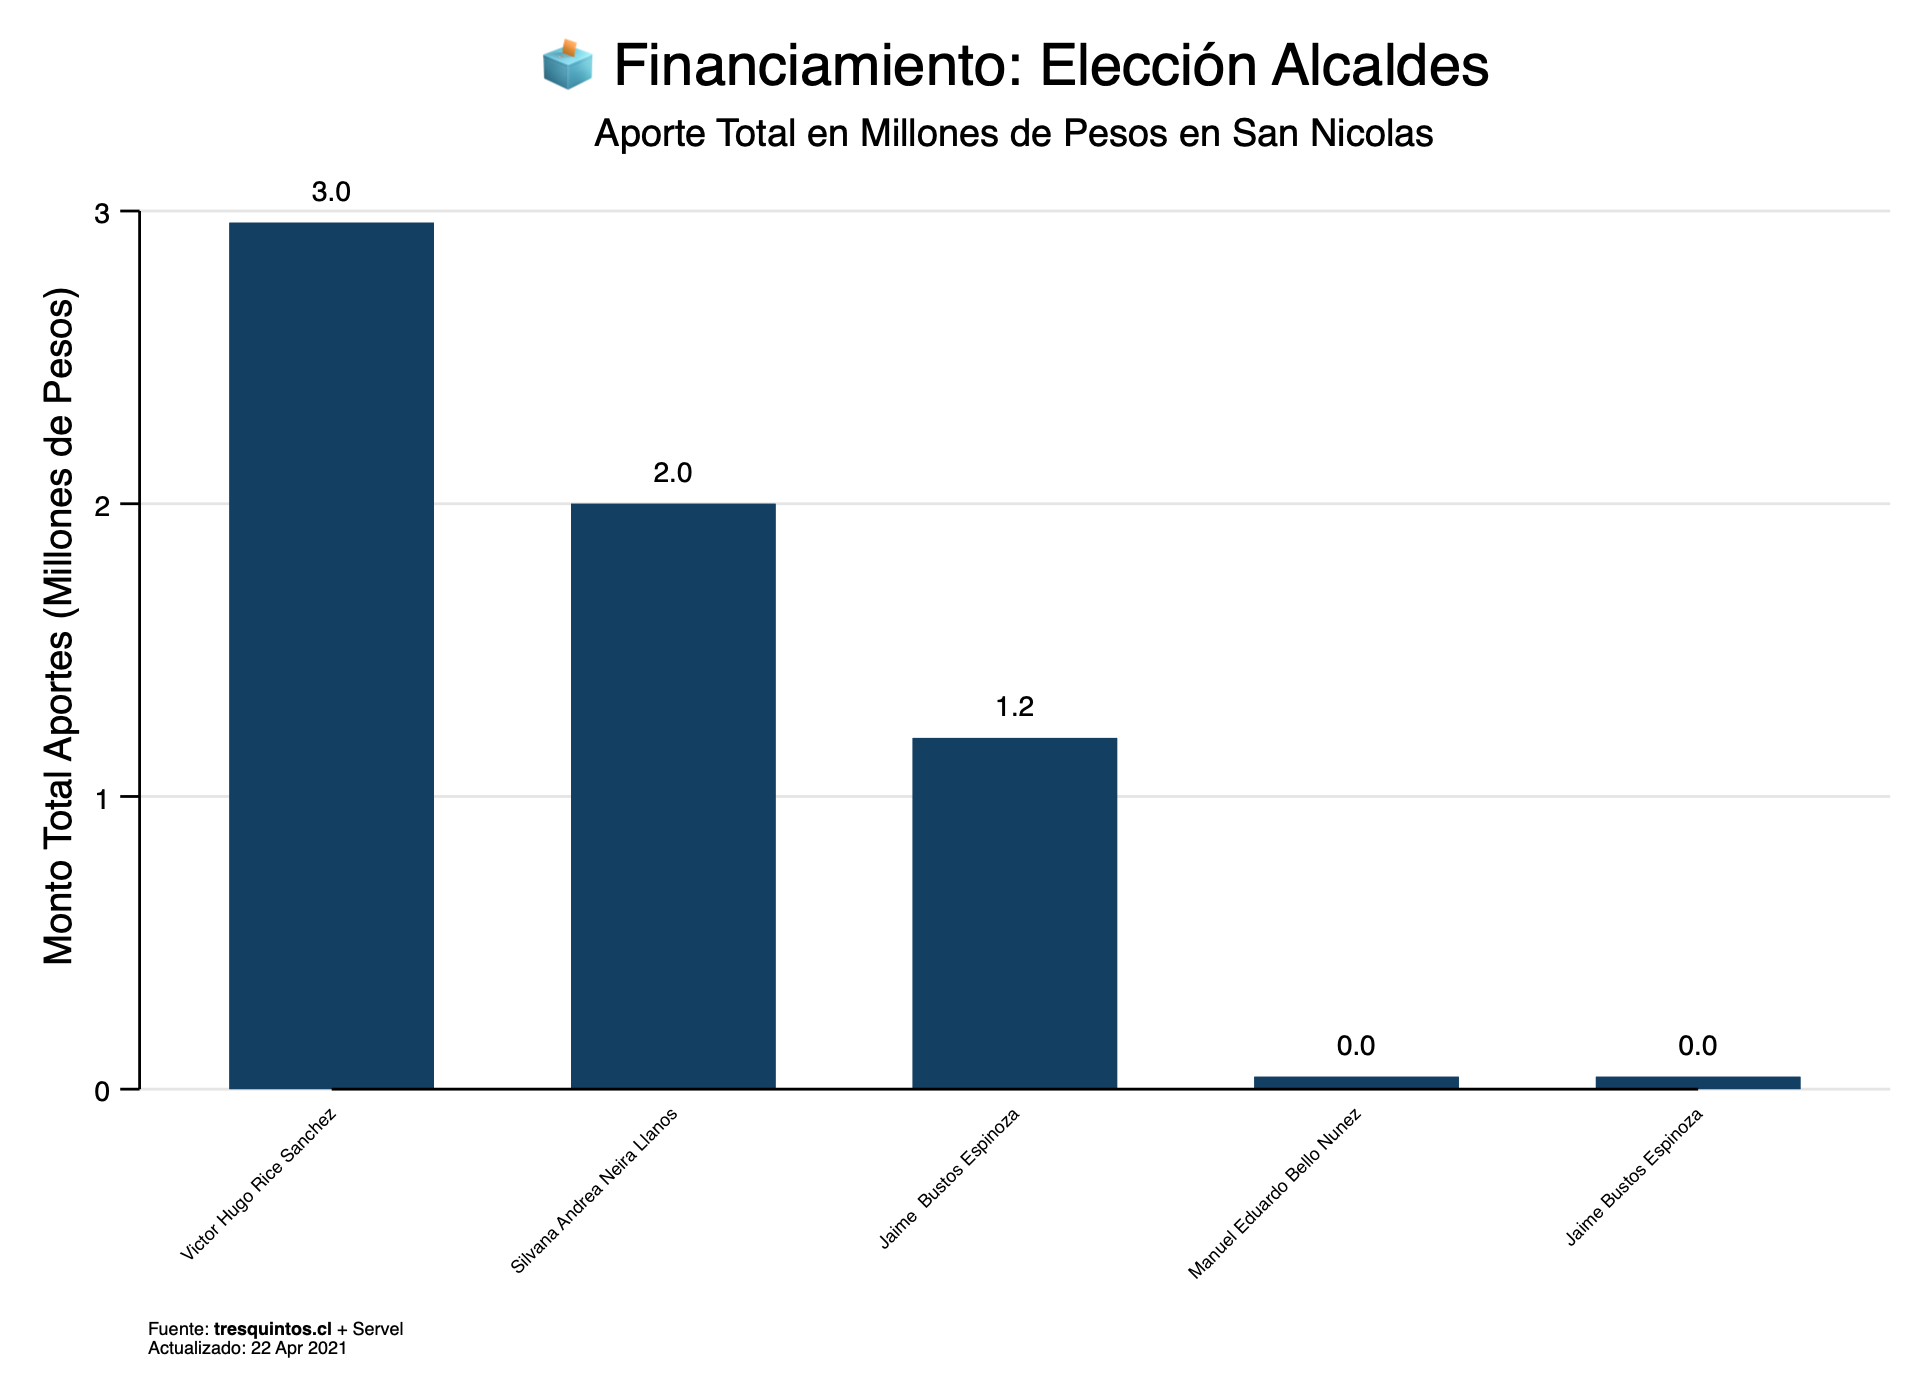 Financiamiento: Elección Alcaldes
Aporte Total en Millones de Pesos en San Nicolas
Monto Total Aportes (Millones de Pesos)
3
2
1
0
3.0
2.0
1.2
0.0
0.0
Victor Hugo Rice Sanchez
Silvana Andrea Neira Llanos
Jaime  Bustos Espinoza
Manuel Eduardo Bello Nunez
Jaime Bustos Espinoza
Fuente: tresquintos.cl + Servel
Actualizado: 22 Apr 2021